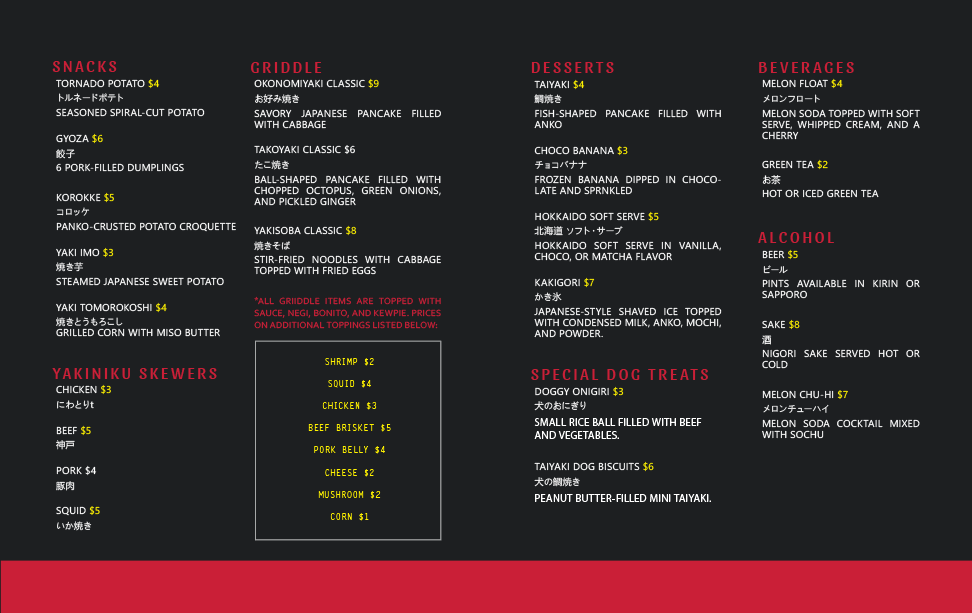 SNACKS
TORNADO POTATO $4
トルネードポテト
SEASONED SPIRAL-CUT POTATO
GYOZA $6
餃子
6 PORK-FILLED DUMPLINGS
KOROKKE $5
コロッケ
PANKO-CRUSTED POTATO CROQUETTE
YAKI IMO $3
焼き芋
STEAMED JAPANESE SWEET POTATO
YAKI TOMOROKOSHI $4
焼きとうもろこし
GRILLED CORN WITH MISO BUTTER
YAKINIKU SKEWERS
CHICKEN $3
にわとりt
BEEF $5
神戸
PORK $4
豚肉
SQUID $5
いか焼き
GRIDDLE
OKONOMIYAKI CLASSIC $9
お好み焼き
SAVORY JAPANESE PANCAKE FILLED
WITH CABBAGE
TAKOYAKI CLASSIC $6
たこ焼き
BALL-SHAPED PANCAKE FILLED WITH
CHOPPED OCTOPUS, GREEN ONIONS,
AND PICKLED GINGER
YAKISOBA CLASSIC $8
焼きそば
STIR-FRIED NOODLES WITH CABBAGE
TOPPED WITH FRIED EGGS
*ALL GRIIDDLE ITEMS ARE TOPPED WITH
SAUCE, NEGI, BONITO, AND KEWPIE. PRICES
ON ADDITIONAL TOPPINGS LISTED BELOW:
SHRIMP $2
SQUID $4
CHICKEN $3
BEEF BRISKET $5
PORK BELLY $4
CHEESE $2
MUSHROOM $2
CORN $1
DESSERTS
TAIYAKI $4
鯛焼き
FISH-SHAPED PANCAKE FILLED WITH
ANKO
CHOCO BANANA $3
チョコバナナ
FROZEN BANANA DIPPED IN CHOCO-
LATE AND SPRNKLED
HOKKAIDO SOFT SERVE $5
北海道 ソフト・サーブ
HOKKAIDO SOFT SERVE IN VANILLA,
CHOCO, OR MATCHA FLAVOR
KAKIGORI $7
かき氷
JAPANESE-STYLE SHAVED ICE TOPPED
WITH CONDENSED MILK, ANKO, MOCHI,
AND POWDER.
SPECIAL DOG TREATS
DOGGY ONIGIRI $3
犬のおにぎり
SMALL RICE BALL FILLED WITH BEEF
AND VEGETABLES.
TAIYAKI DOG BISCUITS $6
犬の鯛焼き
PEANUT BUTTER-FILLED MINI TAIYAKI.
BEVERAGES
MELON FLOAT $4
メロンフロート
MELON SODA TOPPED WITH SOFT
SERVE, WHIPPED CREAM, AND A
CHERRY
GREEN TEA $2
お茶
HOT OR ICED GREEN TEA
ALCOHOL
BEER $5
ビール
PINTS AVAILABLE IN KIRIN OR
SAPPORO
SAKE $8
酒
NIGORI SAKE SERVED HOT OR
COLD
MELON CHU-HI $7
メロンチューハイ
MELON SODA COCKTAIL MIXED
WITH SOCHU